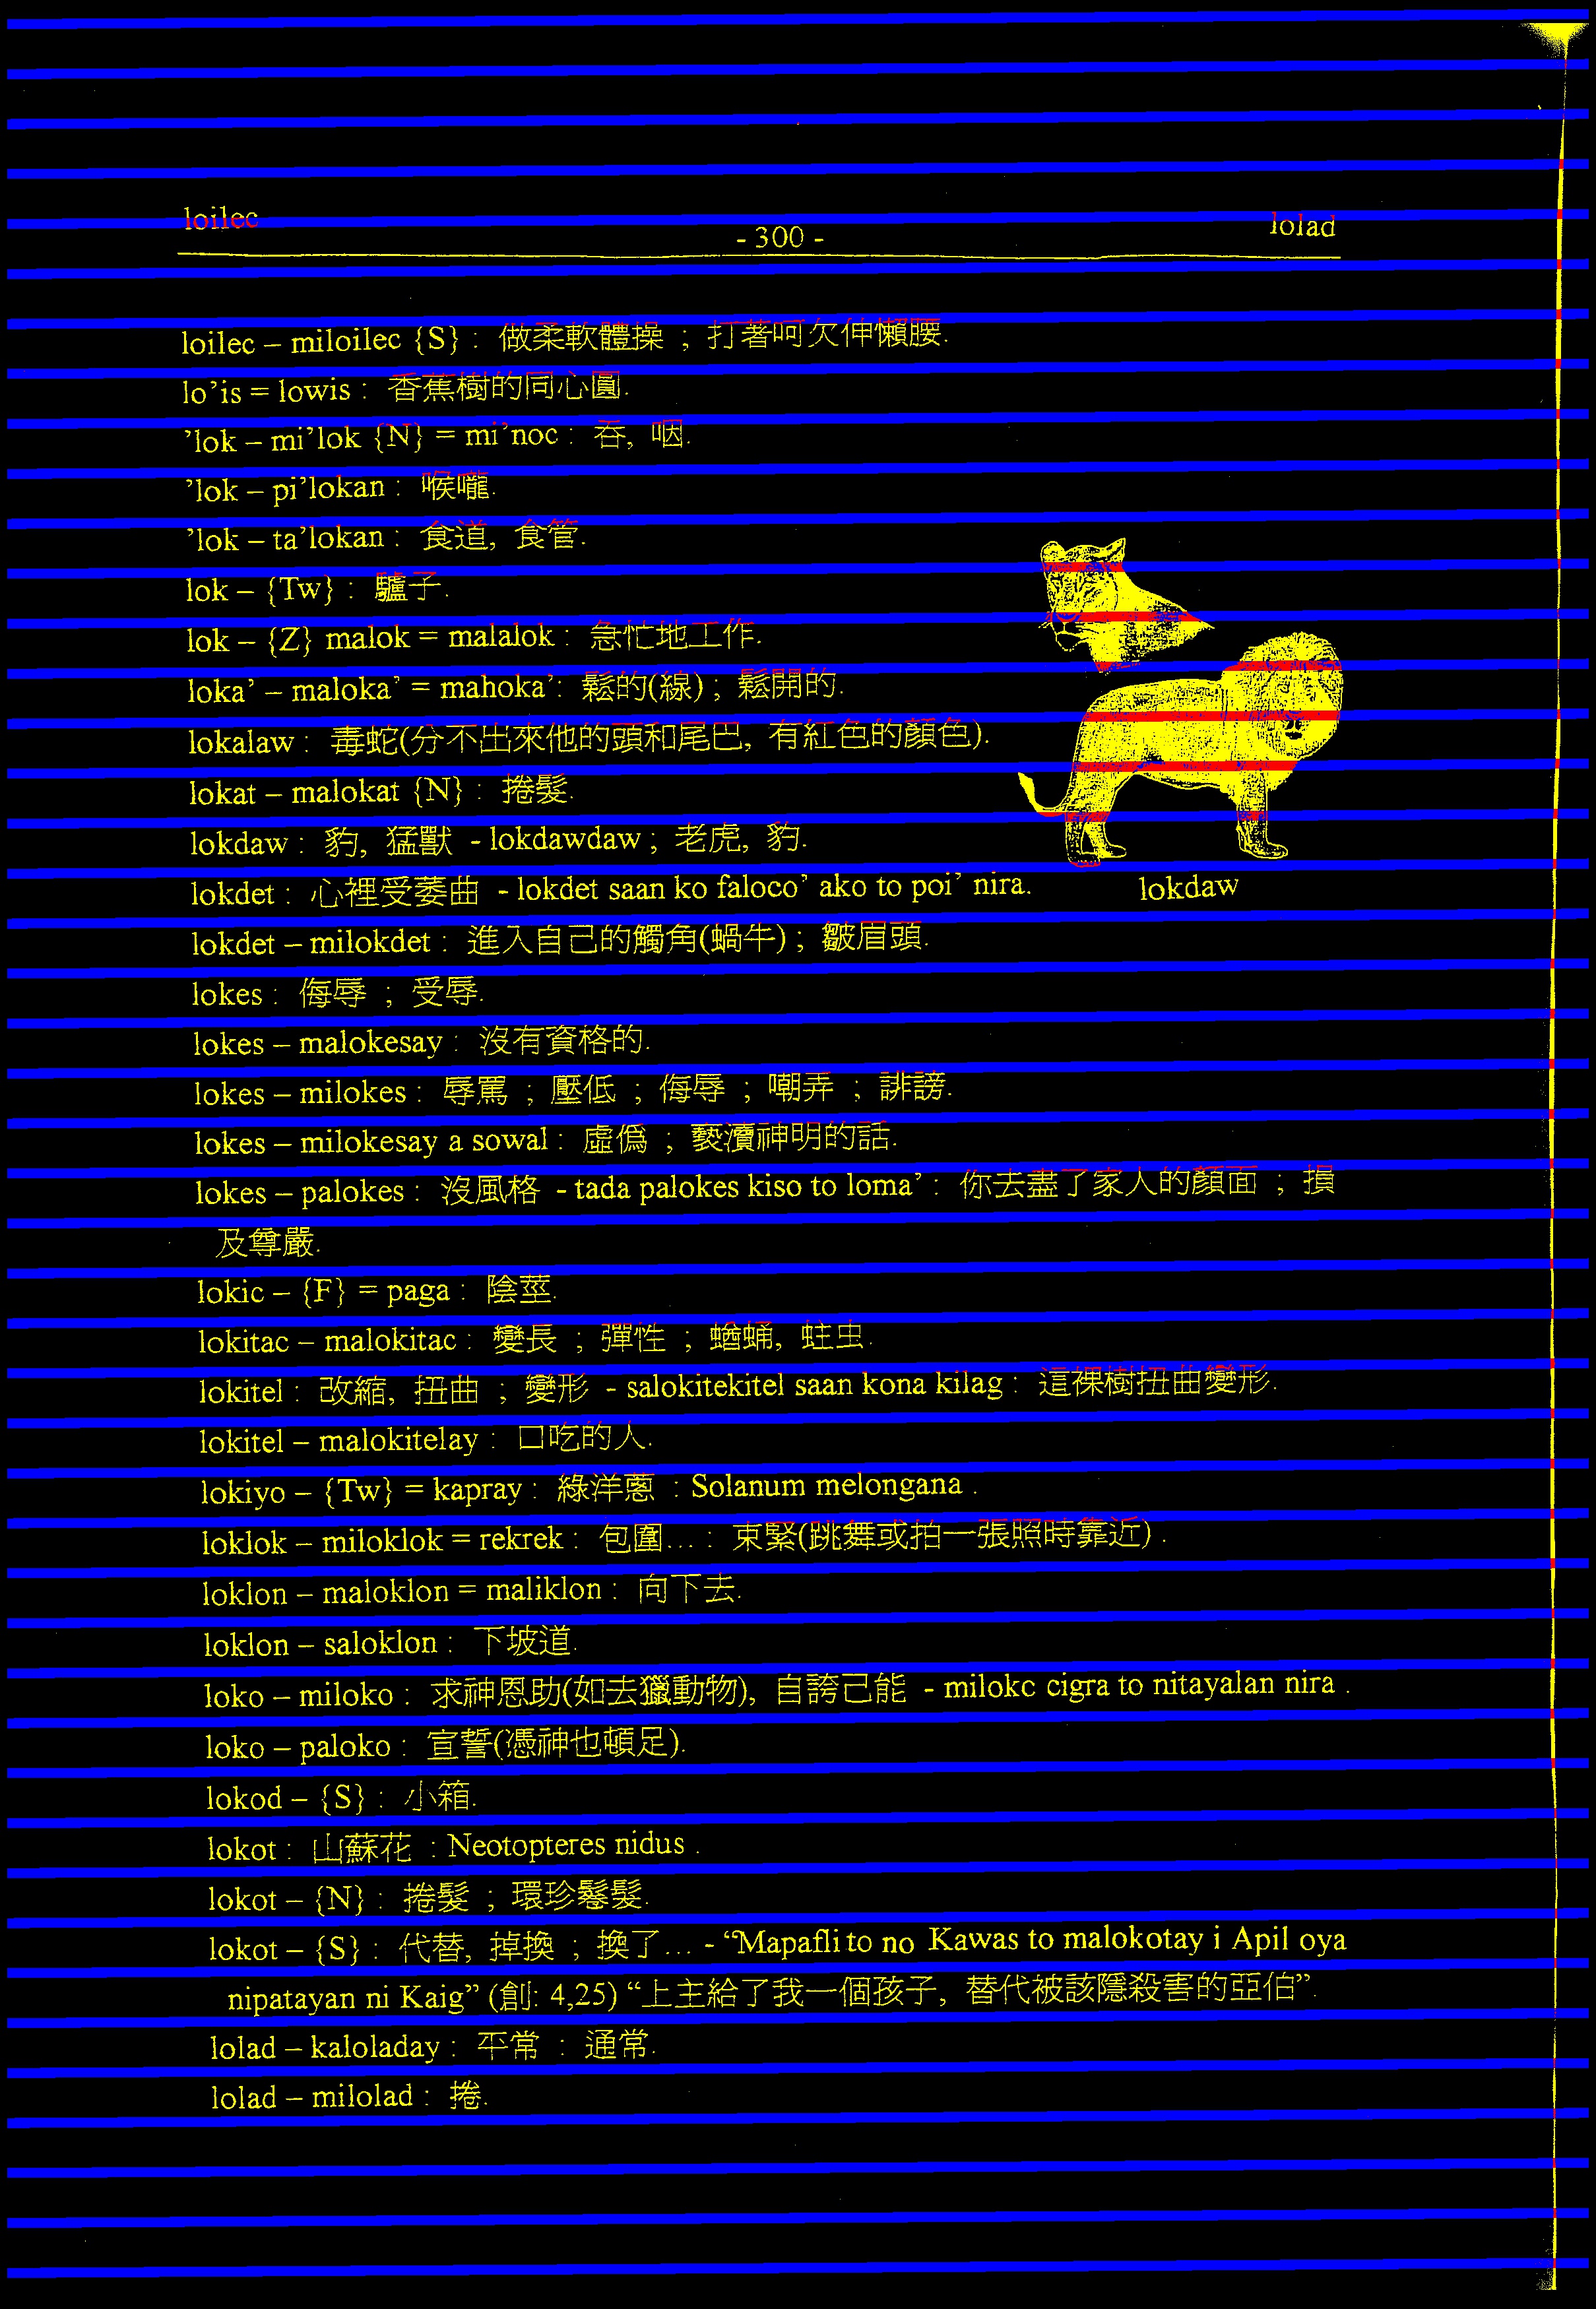 loilec
lolad
- 300 -
loilec – miloilec {S} : 做柔軟體操 ; 打著呵欠伸懶腰.
lo’is = lowis : 香蕉樹的同心圓.
’lok – mi’lok {N} = mi’noc : 吞, 咽.
’lok – pi’lokan : 喉嚨.
’lok – ta’lokan : 食道, 食管.
lok – {Tw} : 驢子.
lok – {Z} malok = malalok : 急忙地工作.
loka’ – maloka’ = mahoka’: 鬆的(線) ; 鬆開的.
lokalaw : 毒蛇(分不出來他的頭和尾巴, 有紅色的顏色).
lokat – malokat {N} : 捲髮.
lokdaw : 豹, 猛獸 - lokdawdaw ; 老虎, 豹.
lokdet : 心裡受萎曲 - lokdet saan ko faloco’ ako to poi’ nira.
lokdaw
lokdet – milokdet : 進入自己的觸角(蝸牛) ; 皺眉頭.
lokes : 侮辱 ; 受辱.
lokes – malokesay : 沒有資格的.
lokes – milokes : 辱罵 ; 壓低 ; 侮辱 ; 嘲弄 ; 誹謗.
lokes – milokesay a sowal : 虛僞 ; 褻瀆神明的話.
lokes – palokes : 沒風格 - tada palokes kiso to loma’ : 你去盡了家人的顏面 ; 損
及尊嚴.
lokic – {F} = paga : 陰莖.
lokitac – malokitac : 變長 ; 彈性 ; 蝤蛹, 蛀虫.
lokitel : 改縮, 扭曲 ; 變形 - salokitekitel saan kona kilag : 這裸樹扭曲變形.
lokitel – malokitelay : 口吃的人.
lokiyo – {Tw} = kapray : 綠洋蔥 : Solanum melongana .
loklok – miloklok = rekrek : 包圍... : 束緊(跳舞或拍一張照時靠近) .
loklon – maloklon = maliklon : 向下去.
loklon – saloklon : 下坡道.
loko – miloko : 求神恩助(如去獵動物), 自誇己能 - milokc cigra to nitayalan nira .
loko – paloko : 宣誓(憑神也頓足).
lokod – {S} : 小箱.
lokot : 山蘇花 : Neotopteres nidus .
lokot – {N} : 捲髮 ; 環珍鬈髮.
lokot – {S} : 代替, 掉換 ; 換了... - “Mapafli to no Kawas to malokotay i Apil oya
nipatayan ni Kaig” (創: 4,25) “上主給了我一個孩子, 替代被該隱殺害的亞伯”.
lolad – kaloladay : 平常 : 通常.
lolad – milolad : 捲.